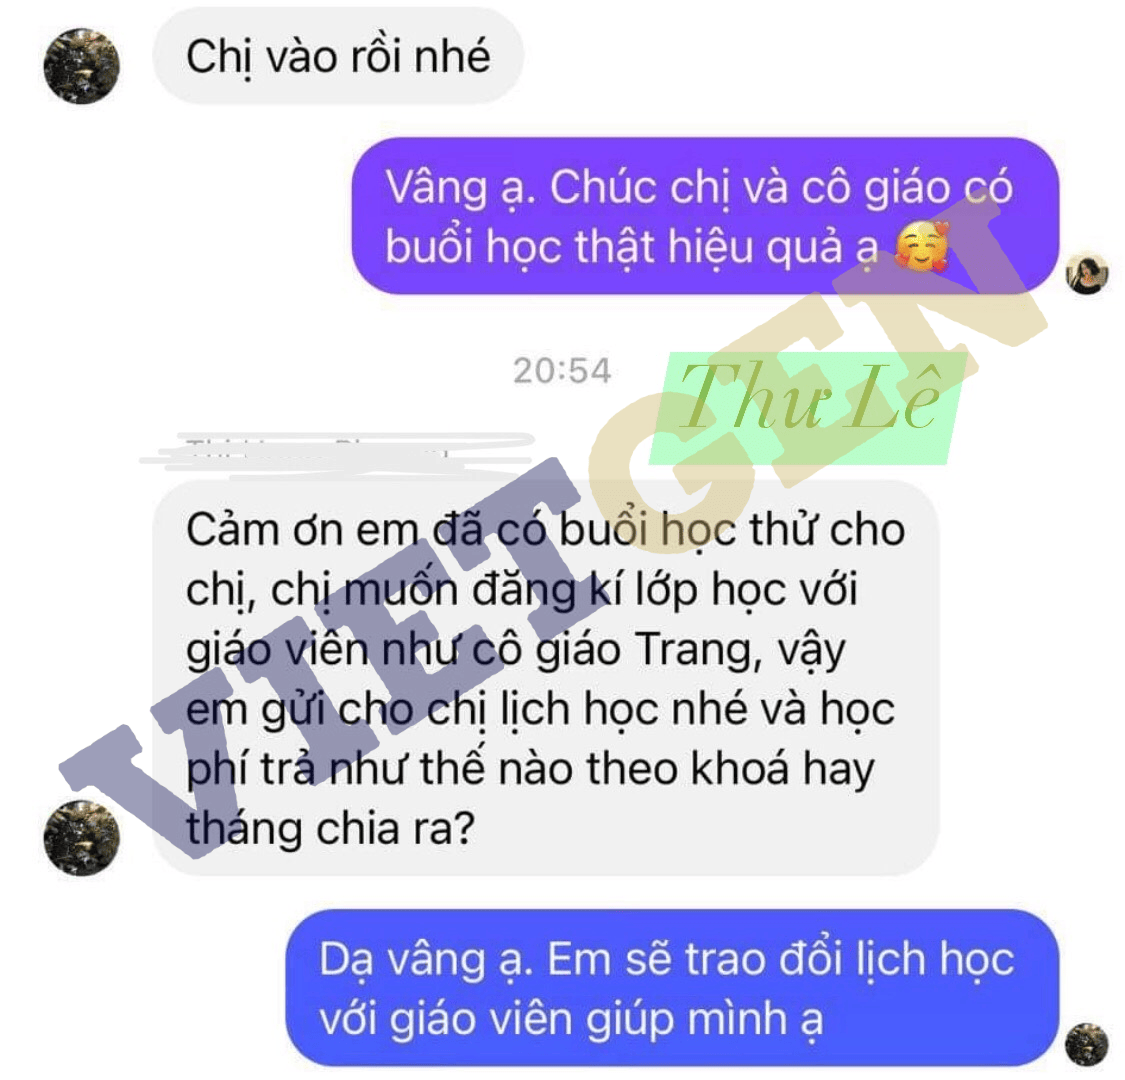 Chị vào rồi nhé
Vâng ạ. Chúc chị và cô giáo có
buổi học thật hiệu quả ạ 🥰
20:54
Thư Lê
Cảm ơn em đã có buổi học thử cho
chị, chị muốn đăng kí lớp học với
giáo viên như cô giáo Trang, vậy
em gửi cho chị lịch học nhé và học
phí trả như thế nào theo khoá hay
tháng chia ra?
VIETGEN
Dạ vâng ạ. Em sẽ trao đổi lịch học
với giáo viên giúp mình ạ